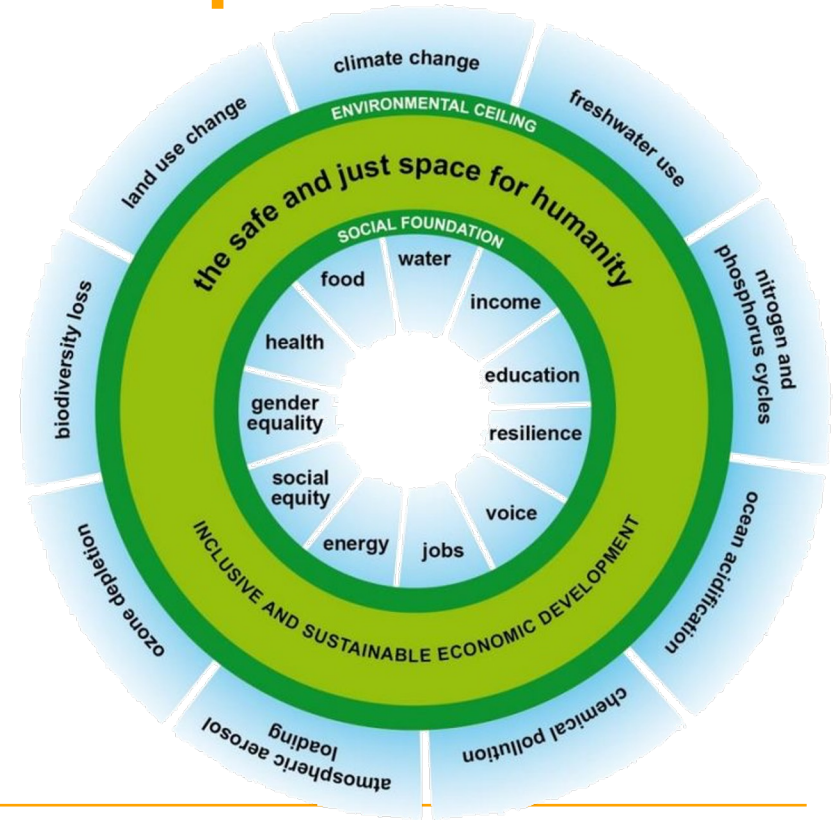 climate change
freshwater use
nitrogen and
phosphorus cycles
ocean acidification
chemical pollution
atmospheric aerosol
loading
ozone depletion
biodiversity loss
land use change
ENVIRONMENTAL CEILING
the safe and just space for humanity
SOCIAL FOUNDATION
water
income
education
resilience
voice
jobs
energy
social
equity
gender
equality
health
food
INCLUSIVE AND SUSTAINABLE ECONOMIC DEVELOPMENT